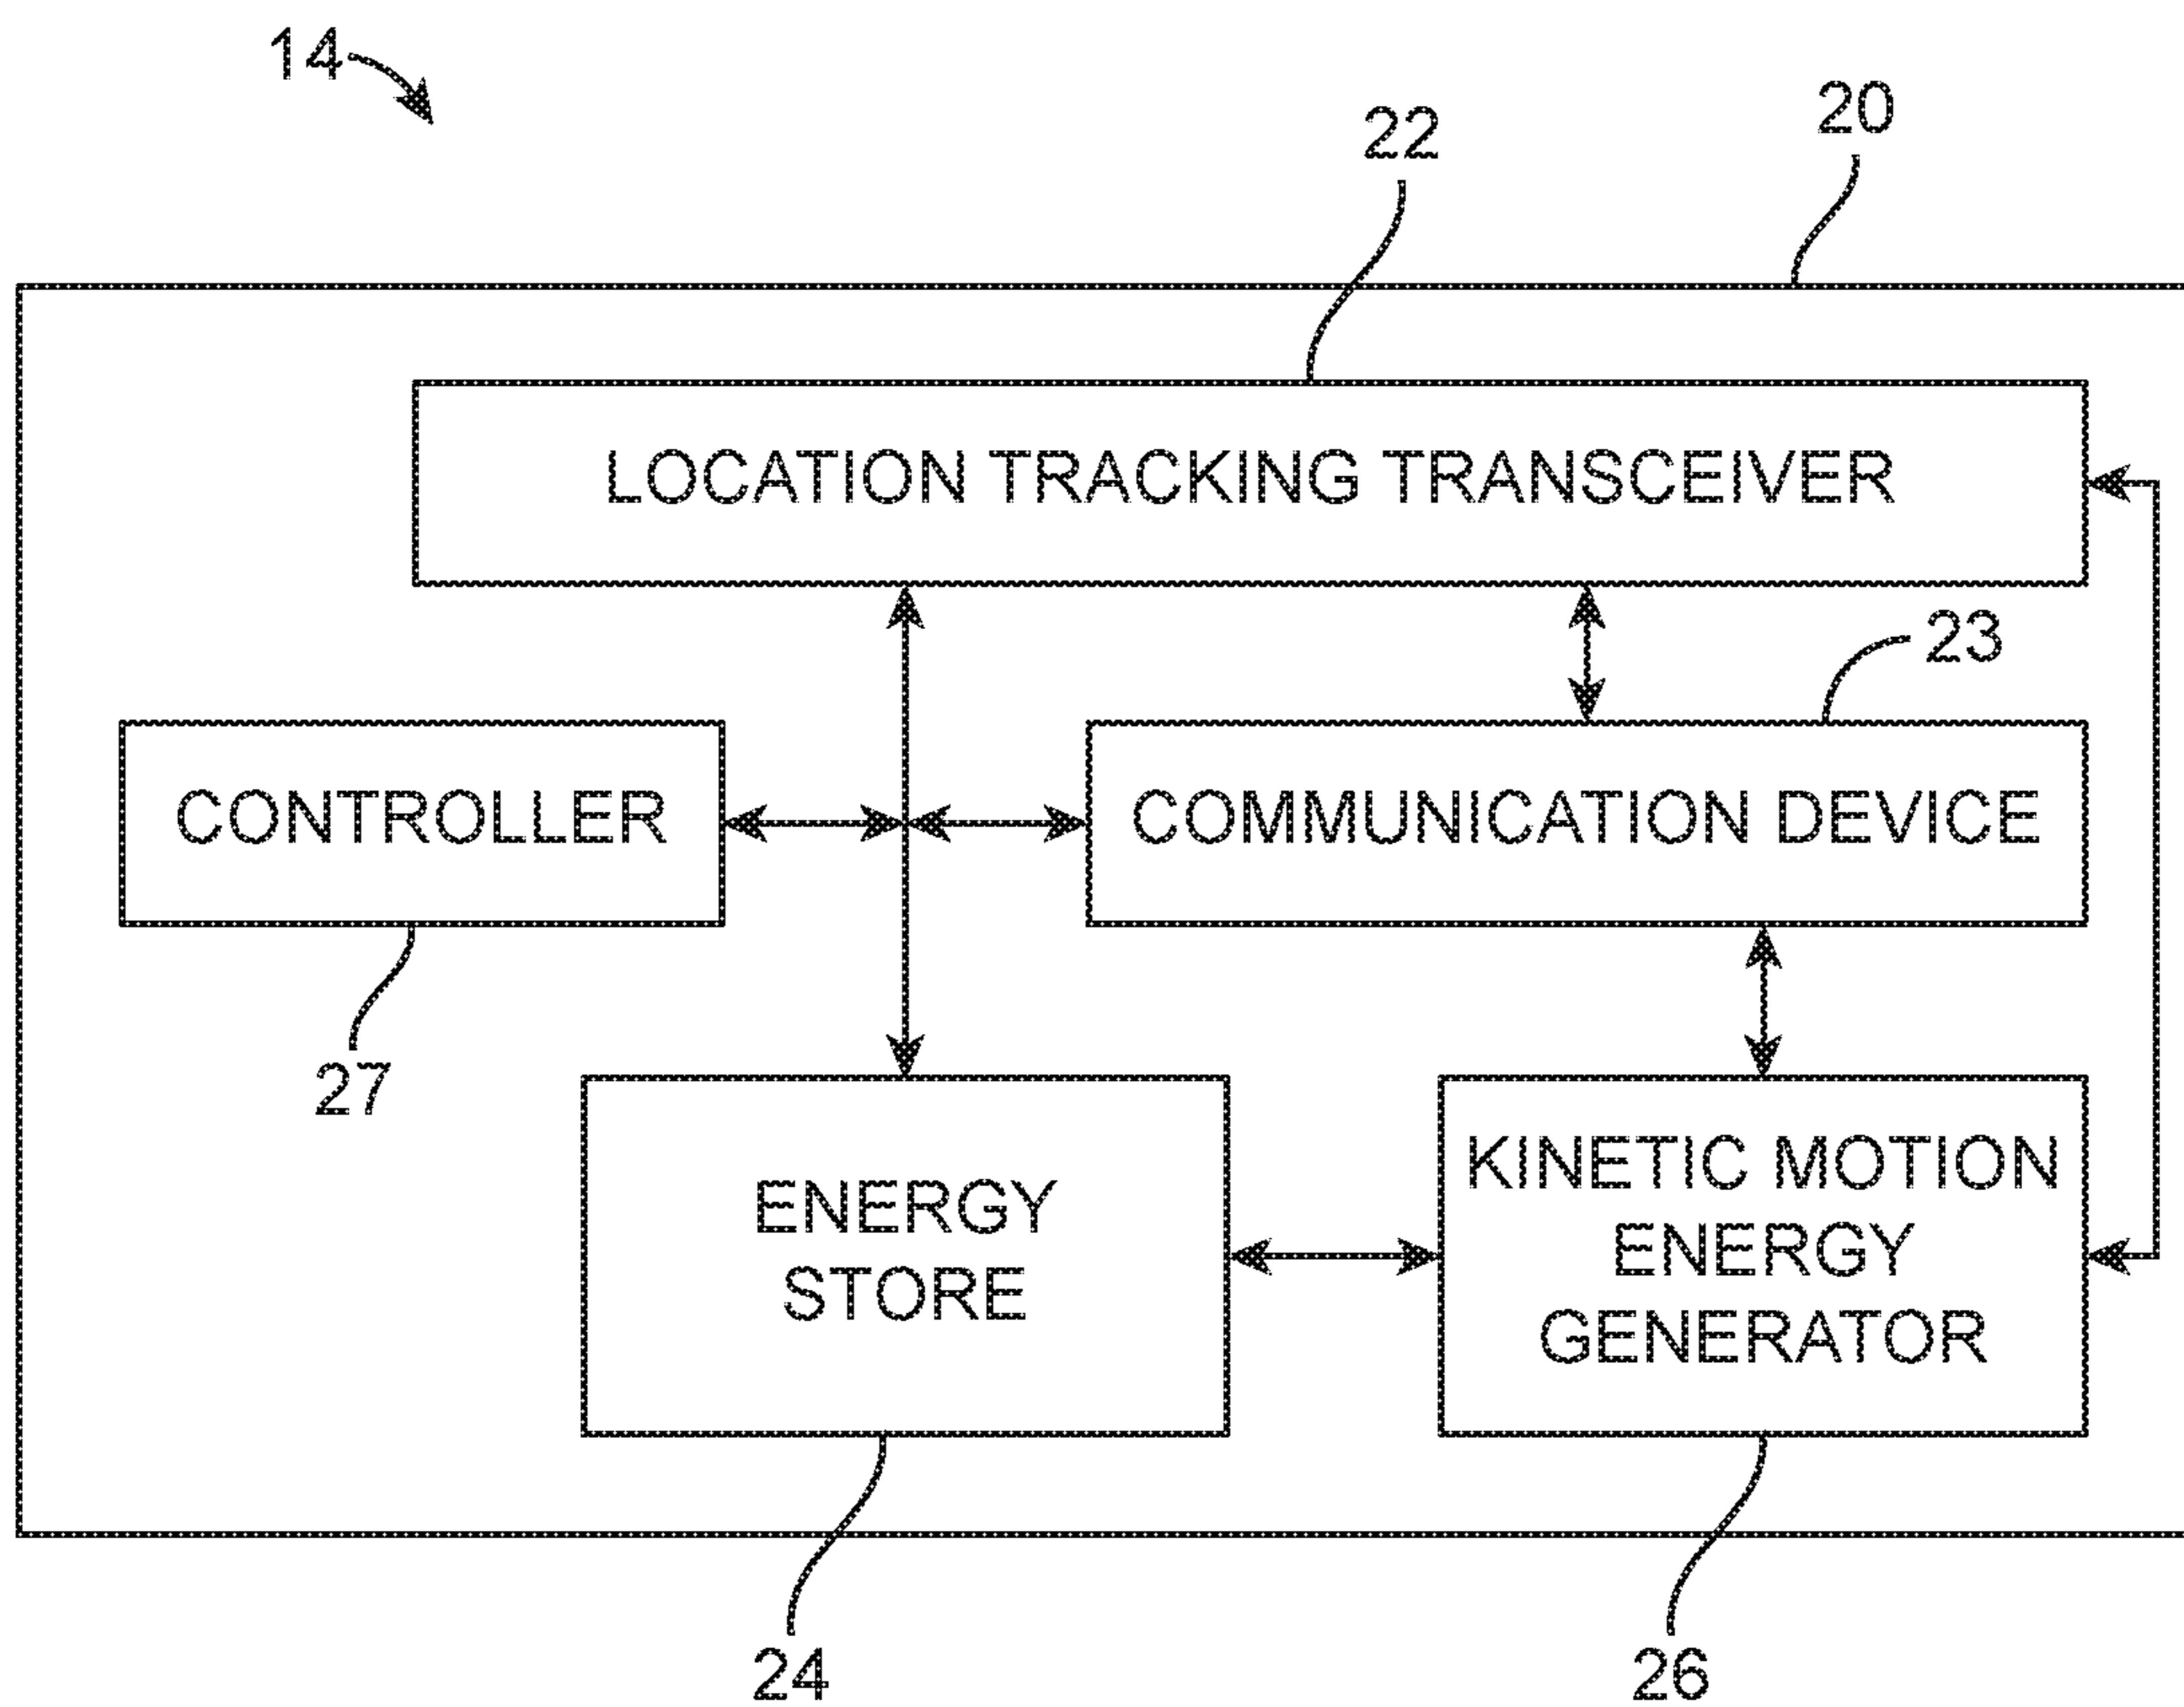 14
20
22
LOCATION TRACKING TRANSCEIVER
23
CONTROLLER
COMMUNICATION DEVICE
27
ENERGY
STORE
KINETIC MOTION
ENERGY
GENERATOR
24
26